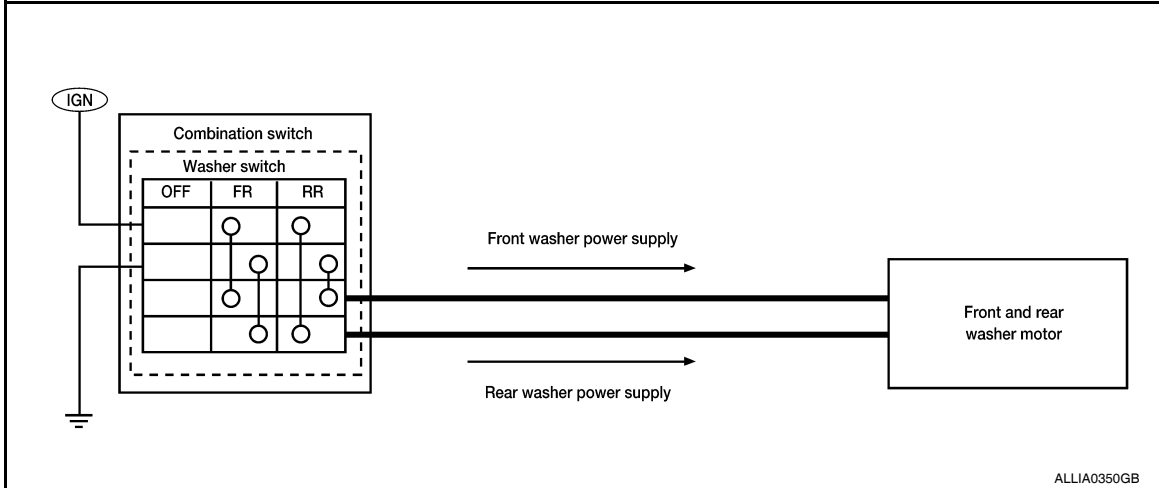 IGN
Combination switch
Washer switch
OFF FR RR
Front washer power supply
Front and rear
washer motor
Rear washer power supply
ALLIA0350GB